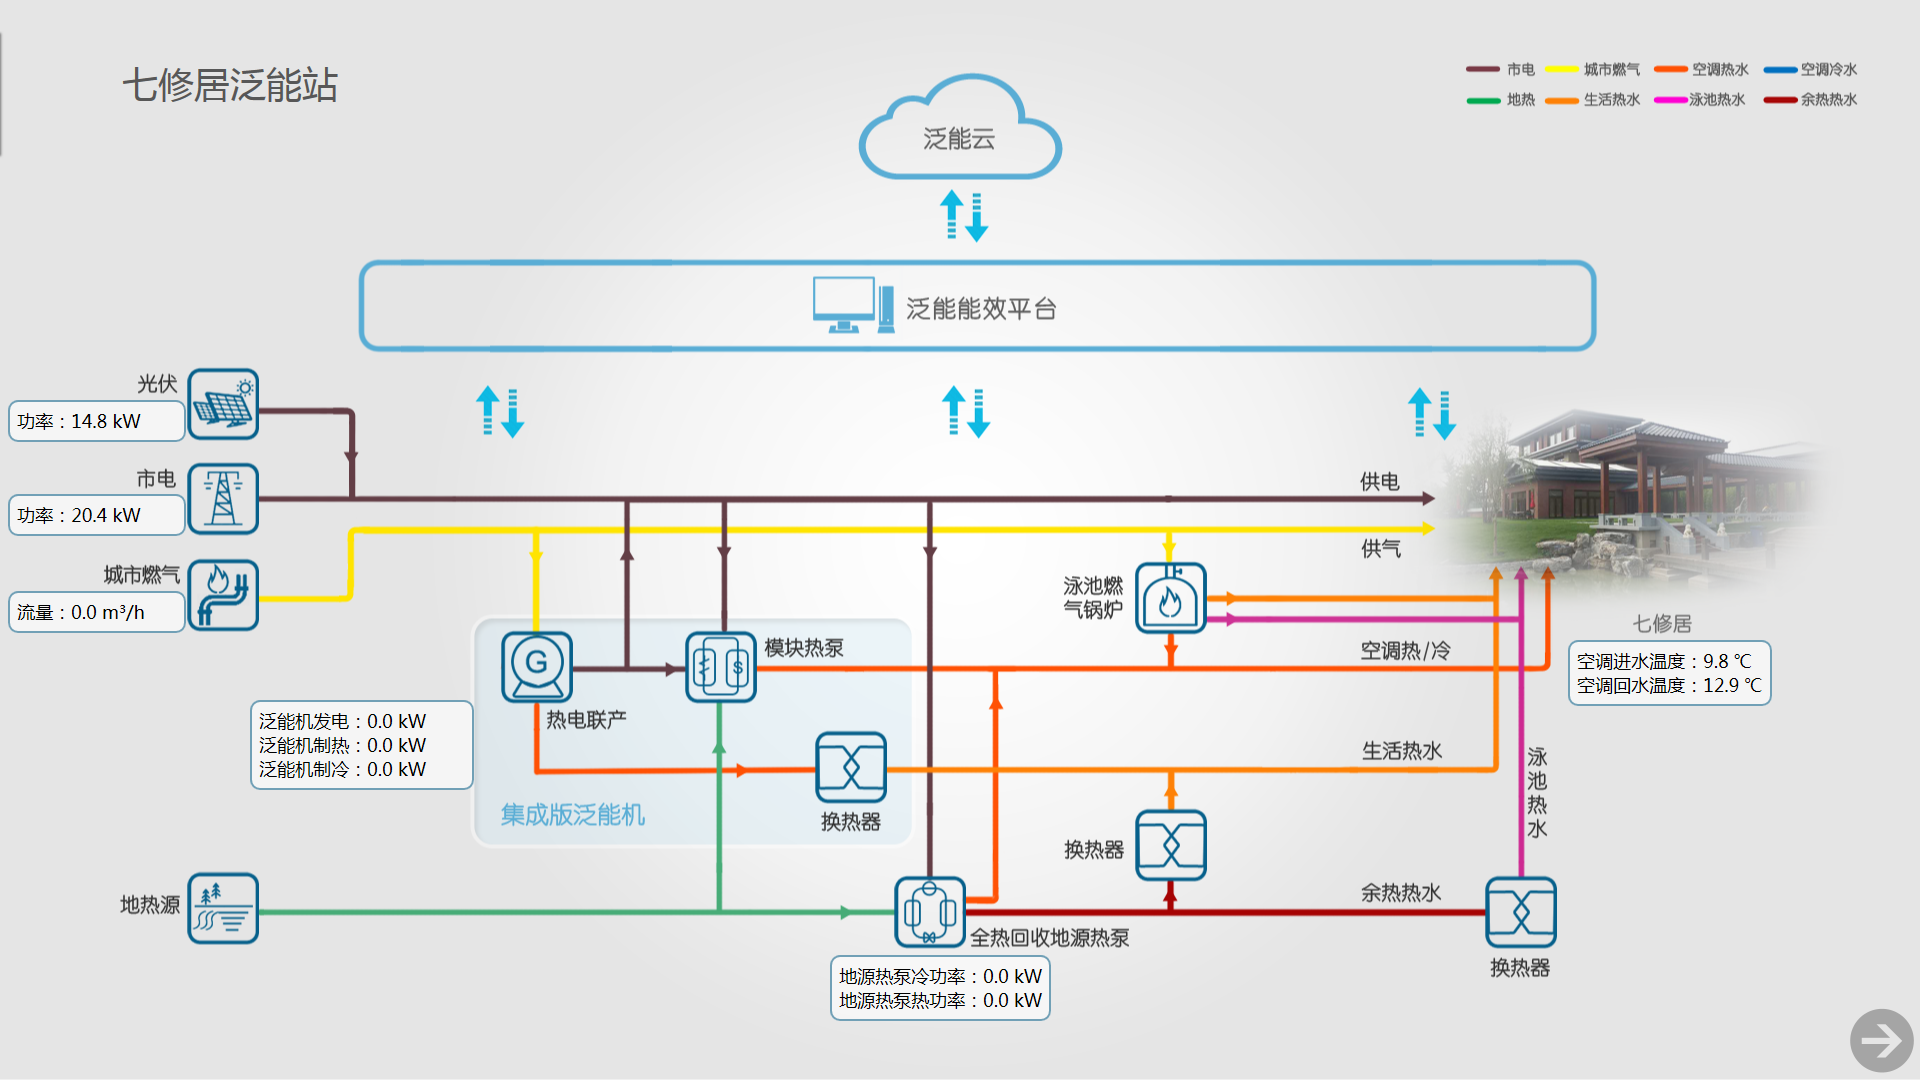 七修居泛能站
市电
城市燃气
空调热水
空调冷水
地热
生活热水
泳池热水
余热热水
泛能云
泛能能效平台
光伏
功率：14.8 kW
市电
功率：20.4 kW
城市燃气
流量：0.0 m³/h
供电
供气
泳池燃
气锅炉
七修居
空调进水温度：9.8 ℃
空调回水温度：12.9 ℃
G
热电联产
S
模块热泵
空调热/冷
泛能机发电：0.0 kW
泛能机制热：0.0 kW
泛能机制冷：0.0 kW
集成版泛能机
换热器
生活热水
泳
池
热
水
换热器
地热源
余热热水
全热回收地源热泵
换热器
地源热泵冷功率：0.0 kW
地源热泵热功率：0.0 kW